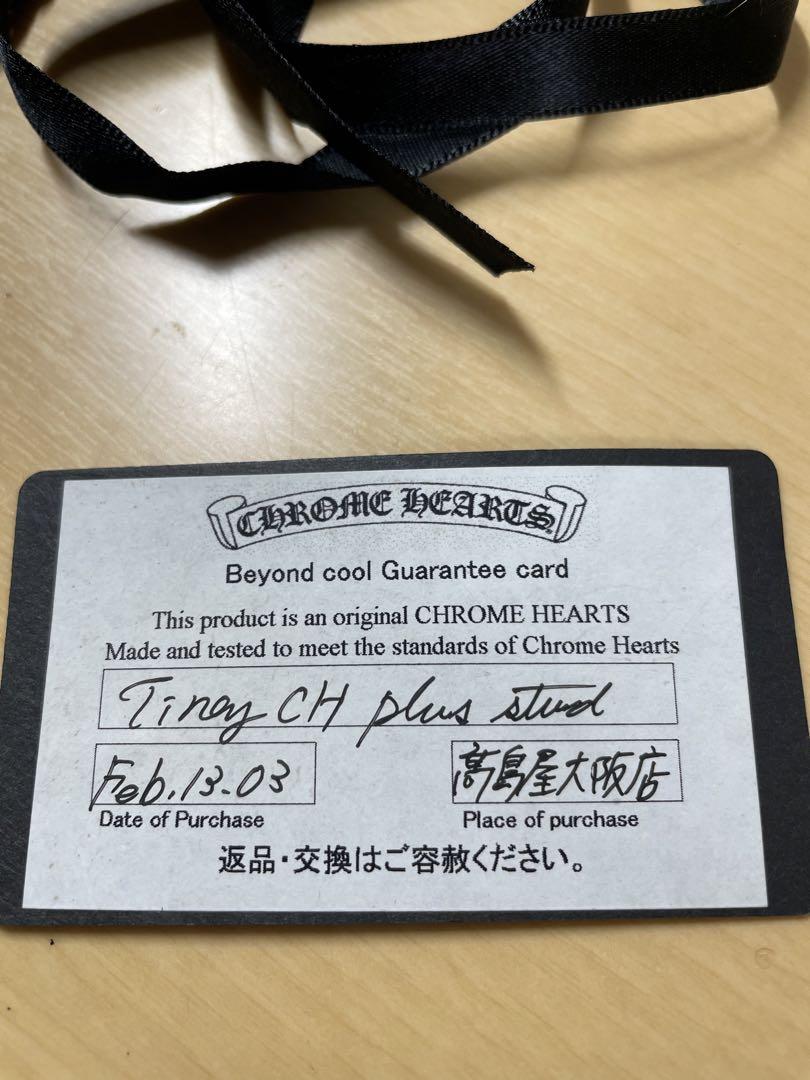 CHROME HEARTS
Beyond cool Guarantee card
This product is an original CHROME HEARTS
Made and tested to meet the standards of Chrome Hearts
Tiney CH plus stud
Feb.13.03
髙島屋大阪店
Date of Purchase
Place of purchase
返品・交換はご容赦ください。